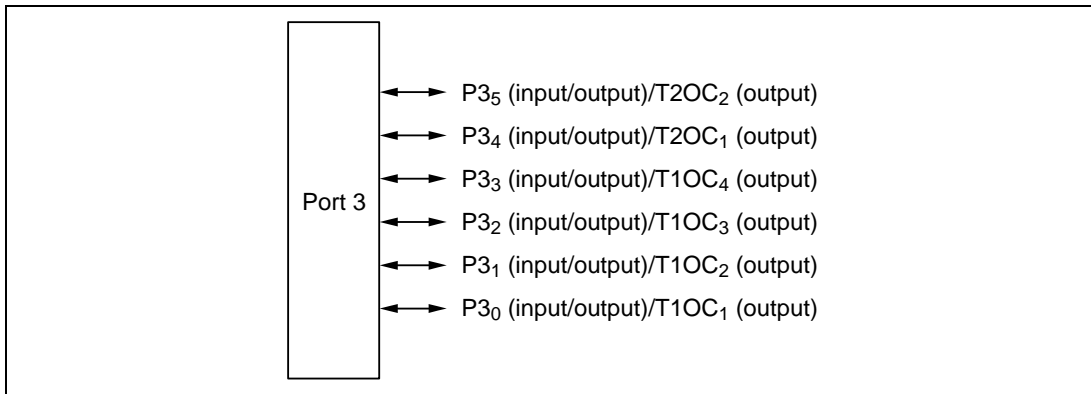 P3₅ (input/output)/T2OC₂ (output)
P3₄ (input/output)/T2OC₁ (output)
P3₃ (input/output)/T1OC₄ (output)
Port 3
P3₂ (input/output)/T1OC₃ (output)
P3₁ (input/output)/T1OC₂ (output)
P3₀ (input/output)/T1OC₁ (output)